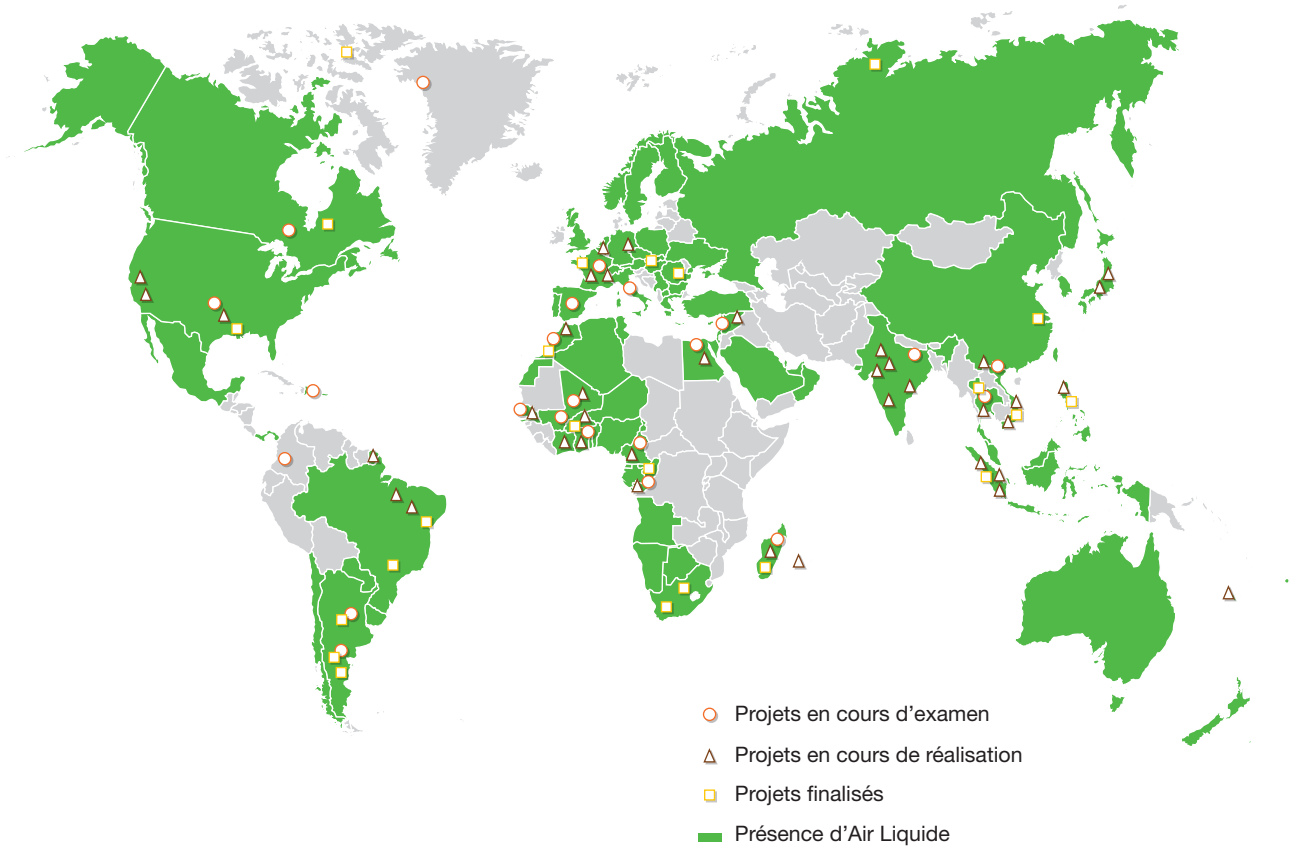 Projets en cours d'examen
Projets en cours de réalisation
Projets finalisés
Présence d'Air Liquide